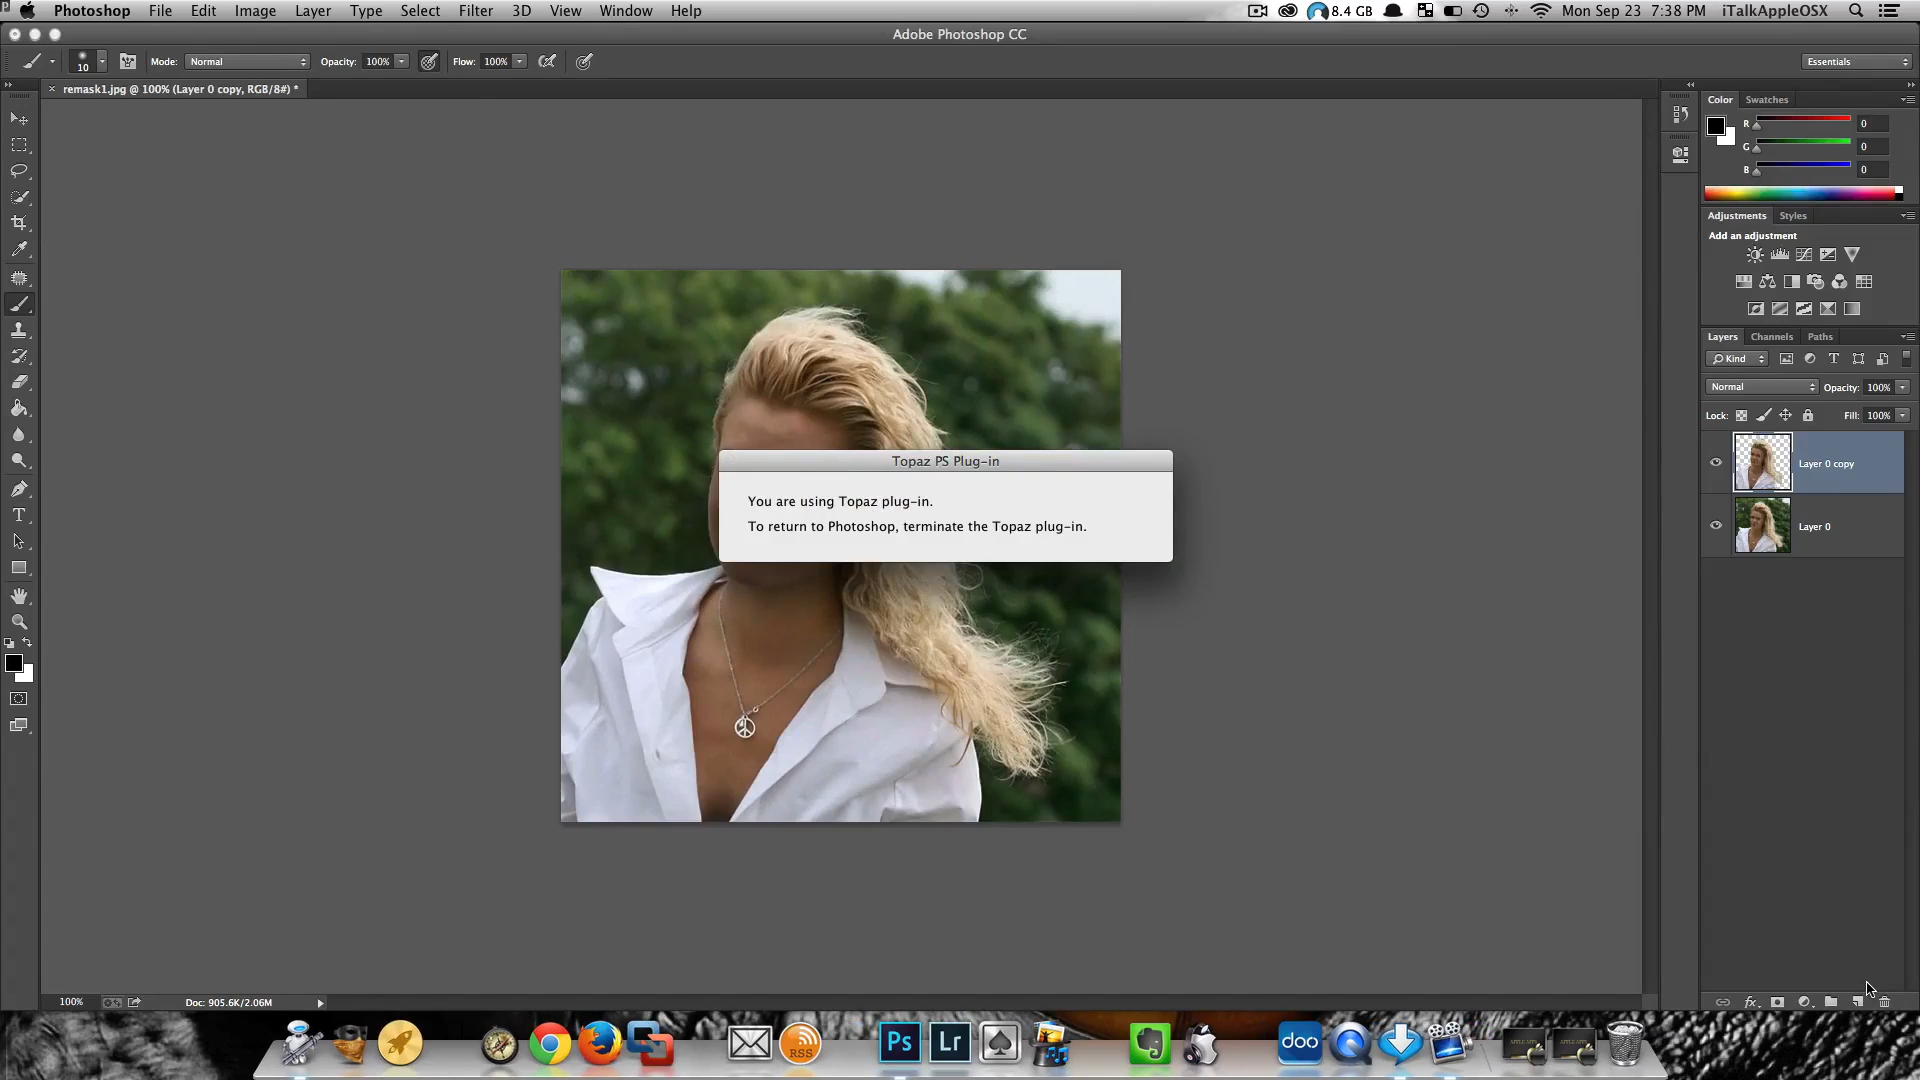 Photoshop File Edit Image Layer Type Select Filter 3D View Window Help 8.4 GB Mon Sep 23 7:38 PM iTalkAppleOSX
Adobe Photoshop CC
10 Mode: Normal Opacity: 100% Flow: 100% Essentials
× remask1.jpg @ 100% (Layer 0 copy, RGB/8#) *
Color Swatches
R 0
G 0
B 0
Adjustments Styles
Add an adjustment
Layers Channels Paths
Kind
Normal Opacity: 100%
Lock: Fill: 100%
Layer 0 copy
Layer 0
Topaz PS Plug-in
You are using Topaz plug-in.
To return to Photoshop, terminate the Topaz plug-in.
100% Doc: 905.6K/2.06M
fx
RSS Ps Lr doo